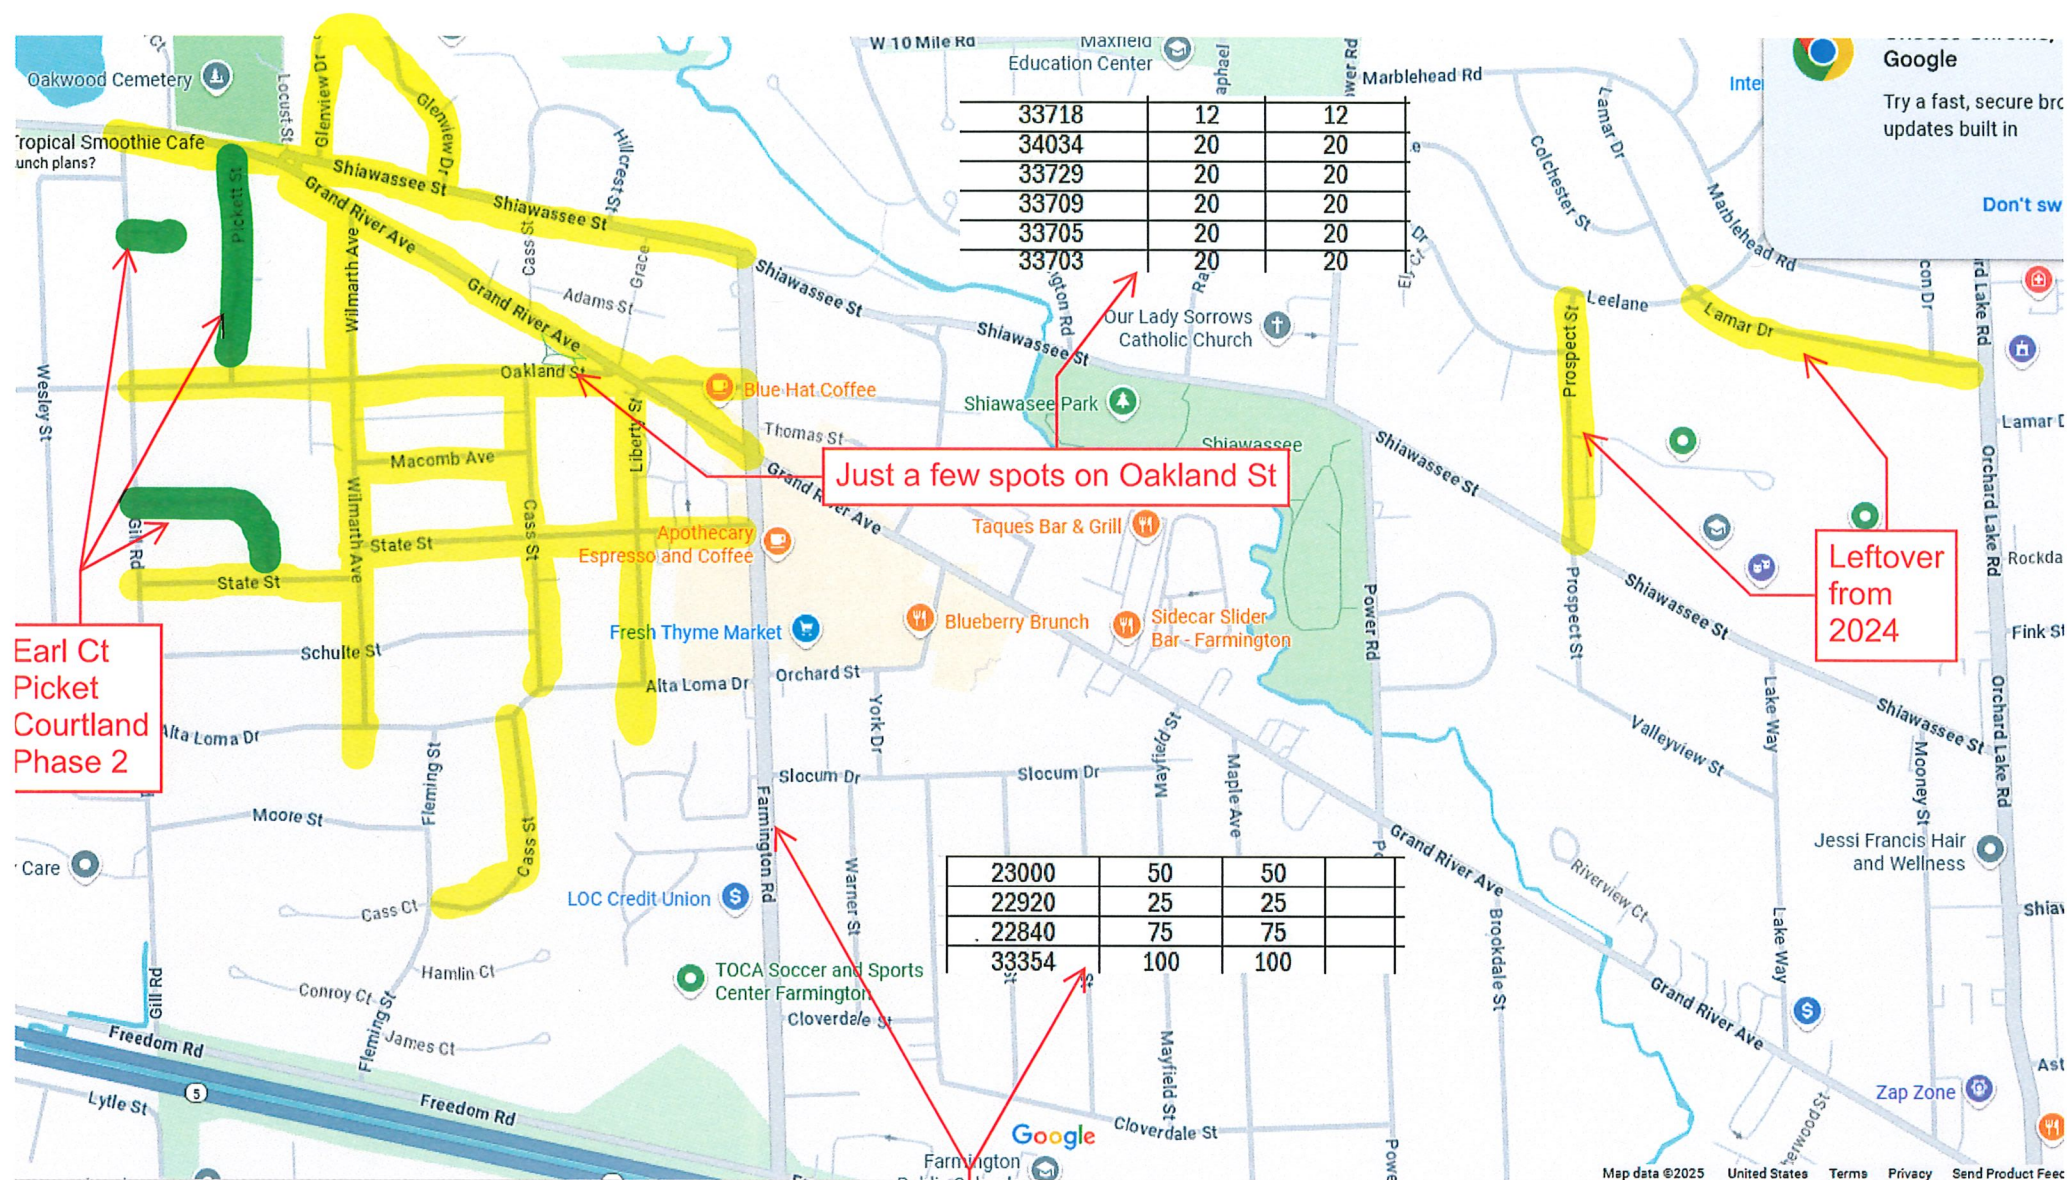 W 10 Mile Rd
Maxfield
Education Center
Marblehead Rd
Google
Try a fast, secure
updates built in
Don't
Oakwood Cemetery
Locust St
Glenview Dr
Glenview Dr
Tropical Smoothie Cafe
unch plans?
Pickett St
Shiawassee St
Shiawassee St
Grand River Ave
Grand River Ave
Wilmarth Ave
Cass St
Hillcrest St
Grace
Adams St
Shiawassee St
Shiawassee St
33718 12 12
34034 20 20
33729 20 20
33709 20 20
33705 20 20
33703 20 20
Lamar Dr
Colchester St
Marblehead Rd
Leelane
Lamar Dr
Prospect St
Our Lady Sorrows
Catholic Church
Wesley St
Oakland St
Blue Hat Coffee
Liberty St
Thomas St
Shiawasee Park
Shiawassee
Shiawassee St
Macomb Ave
Just a few spots on Oakland St
Grand River Ave
Orchard Lake Rd
Wilmarth Ave
Cass St
Gill Rd
State St
State St
Apothecary
Espresso and Coffee
Taques Bar & Grill
Leftover
from
2024
Earl Ct
Picket
Courtland
Phase 2
Schulte St
Fresh Thyme Market
Blueberry Brunch
Sidecar Slider
Bar - Farmington
Power Rd
Prospect St
Shiawassee St
Fink St
Alta Loma Dr
Orchard St
Alta Loma Dr
York Dr
Mayfield St
Valleyview St
Lake Way
Shiawassee St
Orchard Lake Rd
Mooney St
Fleming St
Slocum Dr
Slocum Dr
Maple Ave
Moore St
Cass St
Farmington Rd
Warner St
Grand River Ave
Jessi Francis Hair
and Wellness
Care
Cass Ct
LOC Credit Union
23000 50 50
22920 25 25
22840 75 75
33354 100 100
Riverview Ct
Brookdale St
Lake Way
Hamlin Ct
Conroy Ct
TOCA Soccer and Sports
Center Farmington
Gill Rd
Fleming St
James Ct
Cloverdale St
Mayfield St
Grand River Ave
Freedom Rd
5
Lytle St
Freedom Rd
Google
Cloverdale St
Zap Zone
Farmington
Map data ©2025 United States Terms Privacy Send Product